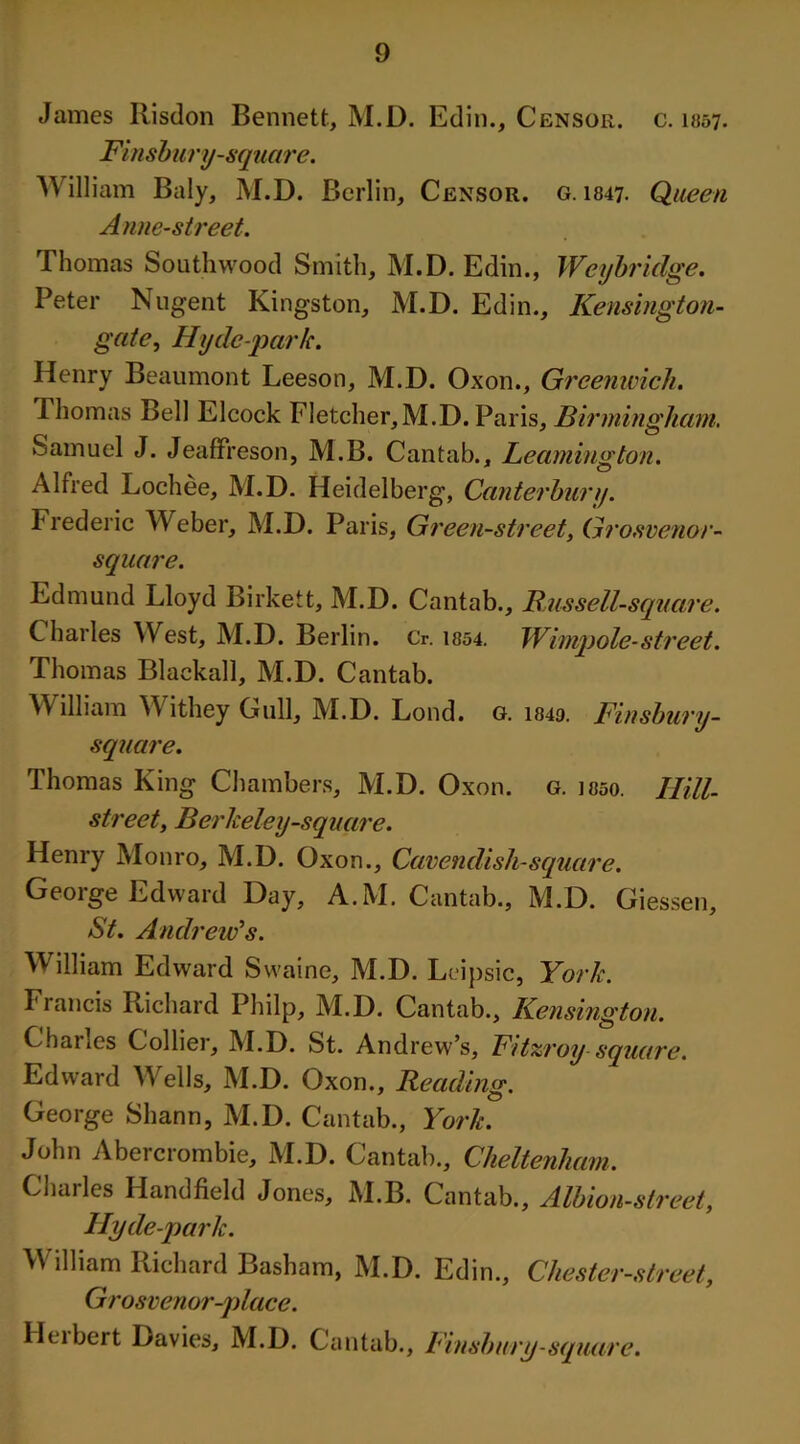 9
James Risdon Bennett, M.D. Edin., Censor. c. 1857.
Finsbury-square.
William Baly, M.D. Berlin, Censor. G. 1847. Queen
Anne-street.
Thomas Southwood Smith, M.D. Edin., Weybridge.
Peter Nugent Kingston, M.D. Edin., Kensington-
gate, Hyde-park.
Henry Beaumont Leeson, M.D. Oxon., Greenwich.
Thomas Bell Elcock Fletcher, M.D. Paris, Birmingham.
Samuel J. Jeaffreson, M.B. Cantab., Leamington.
Alfred Lochèe, M.D. Heidelberg, Canterbury.
Frederic Weber, M.D. Paris, Green-street, Grosvenor-
square.
Edmund Lloyd Birkett, M.D. Cantab., Russell-square.
Charles West, M.D. Berlin. Cr. 1854. Wimpole-street.
Thomas Blackall, M.D. Cantab.
William Withey Gull, M.D. Lond. G. 1849. Finsbury-
square.
Thomas King Chambers, M.D. Oxon. G. 1850. Hill-
street, Berkeley-square.
Henry Monro, M.D. Oxon., Cavendish-square.
George Edward Day, A.M. Cantab., M.D. Giessen,
St. Andrew's.
William Edward Swaine, M.D. Leipsic, York.
Francis Richard Philp, M.D. Cantab., Kensington.
Charles Collier, M.D. St. Andrew's, Fitzroy-square.
Edward Wells, M.D. Oxon., Reading.
George Shann, M.D. Cantab., York.
John Abercrombie, M.D. Cantab., Cheltenham.
Charles Handfield Jones, M.B. Cantab., Albion-street,
Hyde-park.
William Richard Basham, M.D. Edin., Chester-street,
Grosvenor-place.
Herbert Davies, M.D. Cantab., Finsbury-square.